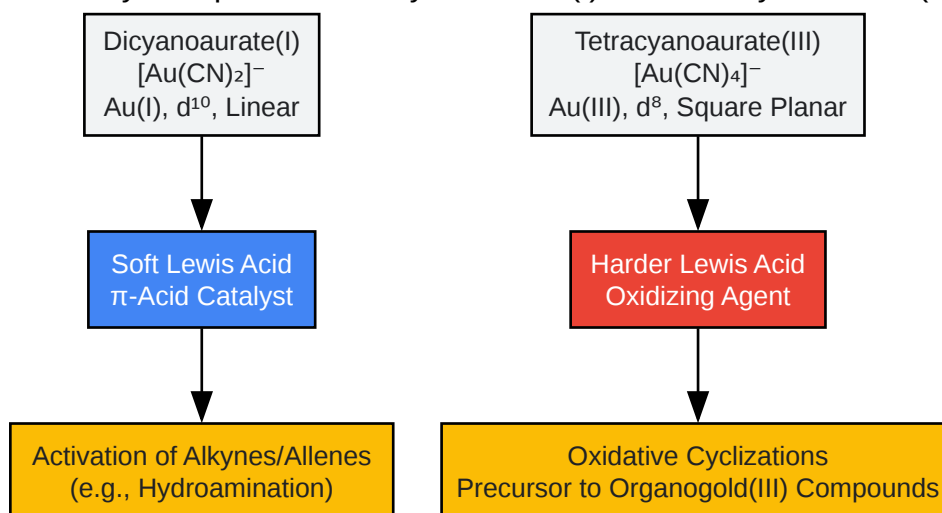 Dicyanoaurate(I)
[Au(CN)₂]⁻
Au(I), d¹⁰, Linear
Tetracyanoaurate(III)
[Au(CN)₄]⁻
Au(III), d⁸, Square Planar
Soft Lewis Acid
π-Acid Catalyst
Harder Lewis Acid
Oxidizing Agent
Activation of Alkynes/Allenes
(e.g., Hydroamination)
Oxidative Cyclizations
Precursor to Organogold(III) Compounds